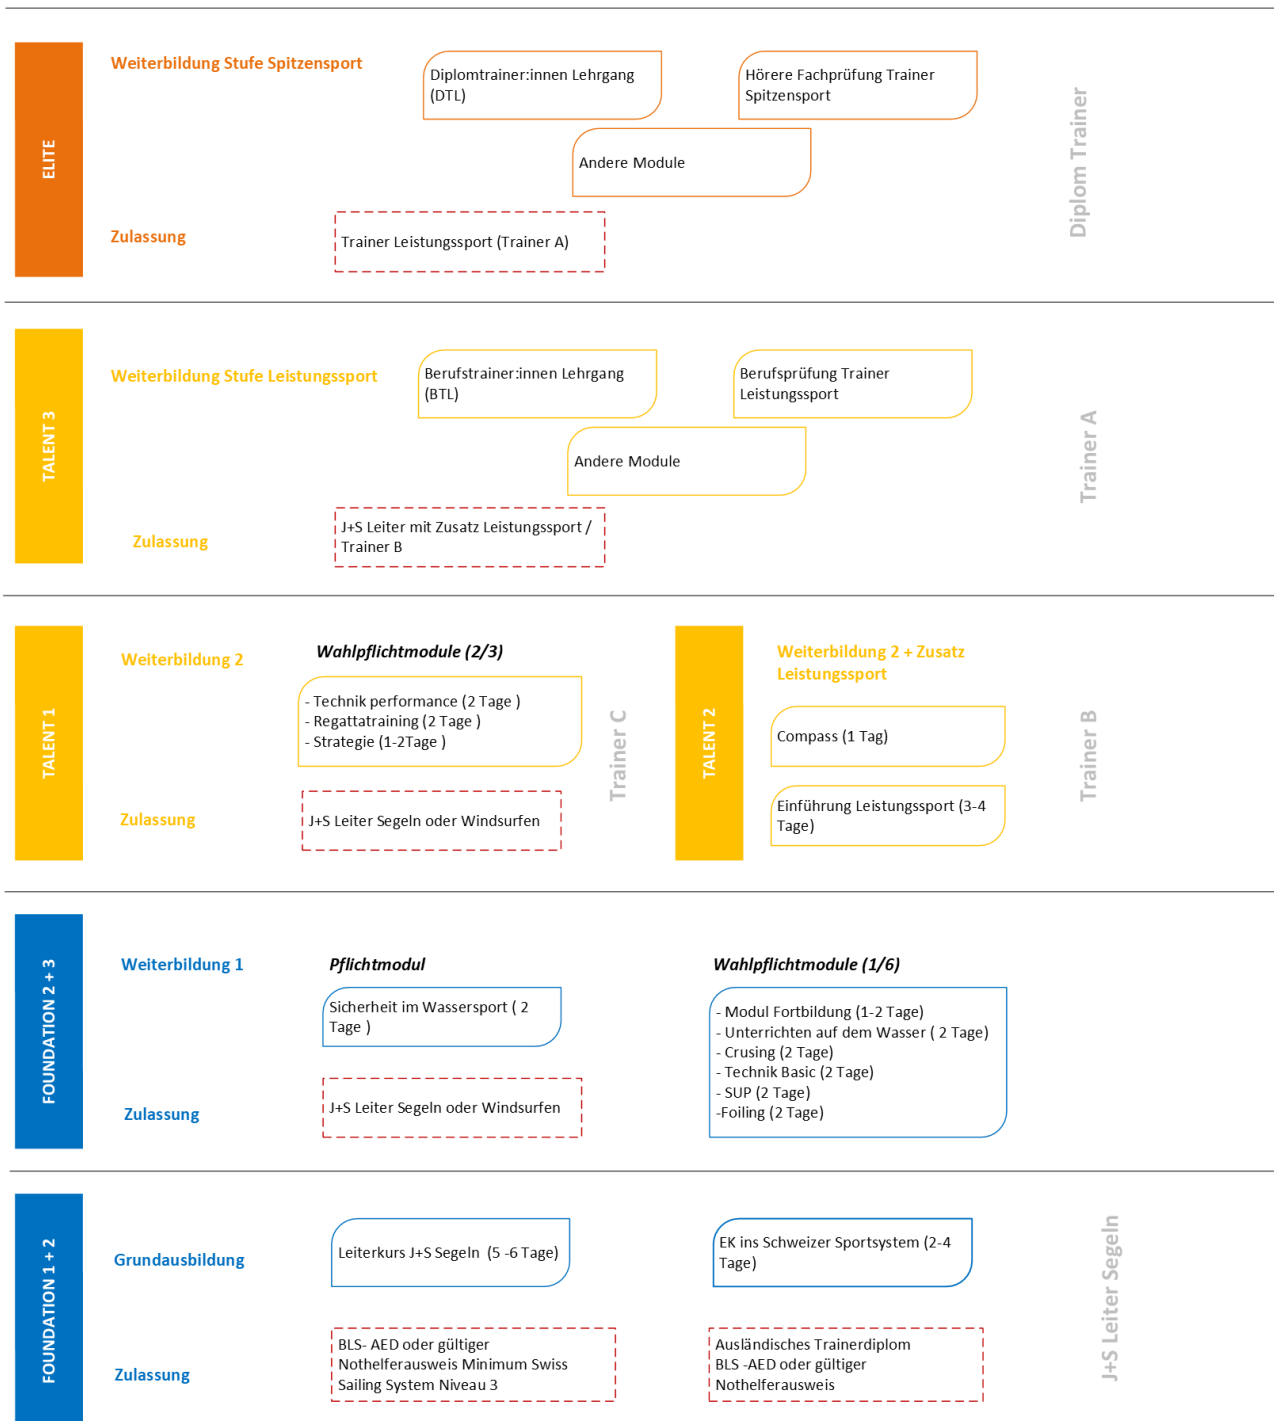 ELITE
Weiterbildung Stufe Spitzensport
Diplomtrainer:innen Lehrgang
(DTL)
Hörere Fachprüfung Trainer
Spitzensport
Andere Module
Zulassung
Trainer Leistungssport (Trainer A)
Diplom Trainer
TALENT 3
Weiterbildung Stufe Leistungssport
Berufstrainer:innen Lehrgang
(BTL)
Berufsprüfung Trainer
Leistungssport
Andere Module
Zulassung
J+S Leiter mit Zusatz Leistungssport /
Trainer B
Trainer A
TALENT 1
Weiterbildung 2
Wahlpflichtmodule (2/3)
- Technik performance (2 Tage )
- Regattatraining (2 Tage )
- Strategie (1-2Tage )
Zulassung
J+S Leiter Segeln oder Windsurfen
Trainer C
TALENT 2
Weiterbildung 2 + Zusatz
Leistungssport
Compass (1 Tag)
Einführung Leistungssport (3-4
Tage)
Trainer B
FOUNDATION 2 + 3
Weiterbildung 1
Pflichtmodul
Sicherheit im Wassersport ( 2
Tage )
Zulassung
J+S Leiter Segeln oder Windsurfen
Wahlpflichtmodule (1/6)
- Modul Fortbildung (1-2 Tage)
- Unterrichten auf dem Wasser ( 2 Tage)
- Crusing (2 Tage)
- Technik Basic (2 Tage)
- SUP (2 Tage)
-Foiling (2 Tage)
FOUNDATION 1 + 2
Grundausbildung
Leiterkurs J+S Segeln  (5 -6 Tage)
EK ins Schweizer Sportsystem (2-4
Tage)
Zulassung
BLS- AED oder gültiger
Nothelferausweis Minimum Swiss
Sailing System Niveau 3
Ausländisches Trainerdiplom
BLS -AED oder gültiger
Nothelferausweis
J+S Leiter Segeln